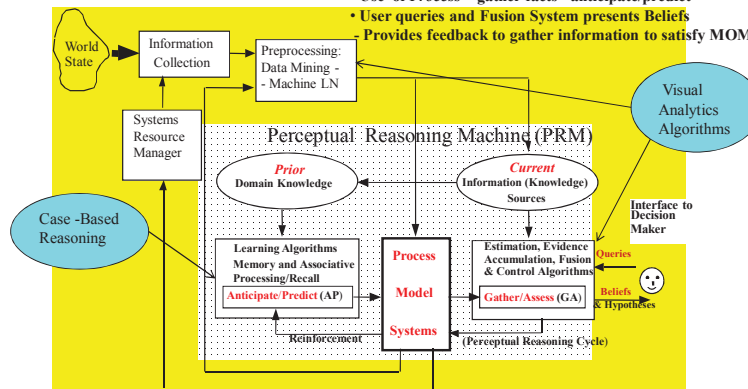 • User queries and Fusion System presents Beliefs
- Provides feedback to gather information to satisfy MOM
World
State
Information
Collection
Preprocessing:
Data Mining -
- Machine LN
Visual
Analytics
Algorithms
Systems
Resource
Manager
Perceptual Reasoning Machine (PRM)
Prior
Domain Knowledge
Current
Information (Knowledge)
Sources
Case -Based
Reasoning
Interface to
Decision
Maker
Learning Algorithms
Memory and Associative
Processing/Recall
Anticipate/Predict (AP)
Process
Model
Systems
Estimation, Evidence
Accumulation, Fusion
& Control Algorithms
Gather/Assess (GA)
Queries
Beliefs
& Hypotheses
Reinforcement
(Perceptual Reasoning Cycle)